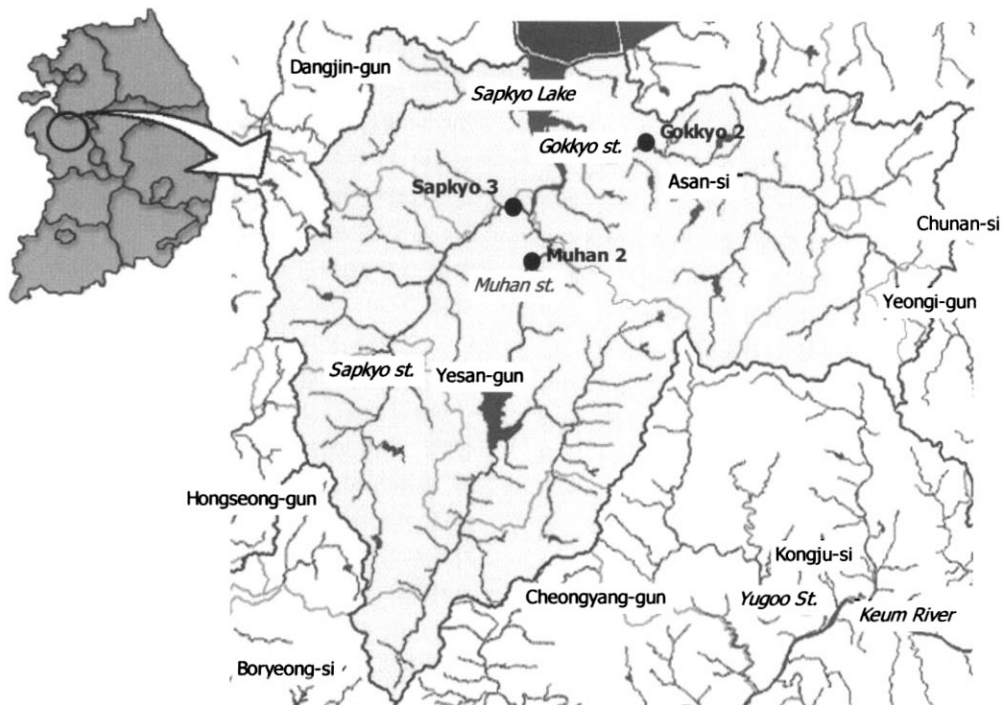 Dangjin-gun
Sapkyo Lake
Gokkyo st.
Gokkyo 2
Asan-si
Sapkyo 3
Chunan-si
Muhan 2
Muhan st.
Yeongi-gun
Sapkyo st.
Yesan-gun
Hongseong-gun
Kongju-si
Cheongyang-gun
Yugoo St.
Keum River
Boryeong-si